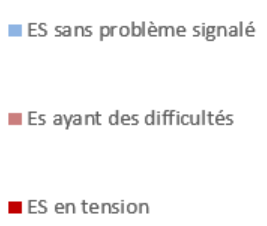 ES sans problème signalé
Es ayant des difficultés
ES en tension